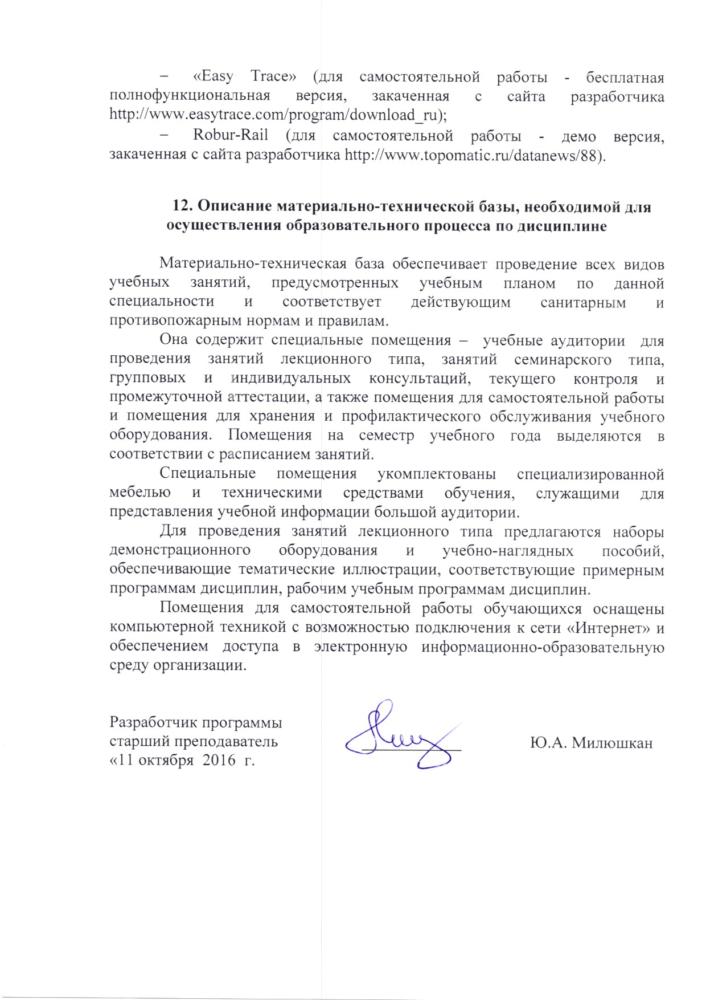 – «Easy Trace» (для самостоятельной работы - бесплатная
полнофункциональная версия, закаченная с сайта разработчика
http://www.easytrace.com/program/download_ru);
– Robur-Rail (для самостоятельной работы - демо версия,
закаченная с сайта разработчика http://www.topomatic.ru/datanews/88).
12. Описание материально-технической базы, необходимой для
осуществления образовательного процесса по дисциплине
Материально-техническая база обеспечивает проведение всех видов
учебных занятий, предусмотренных учебным планом по данной
специальности и соответствует действующим санитарным и
противопожарным нормам и правилам.
Она содержит специальные помещения – учебные аудитории для
проведения занятий лекционного типа, занятий семинарского типа,
групповых и индивидуальных консультаций, текущего контроля и
промежуточной аттестации, а также помещения для самостоятельной работы
и помещения для хранения и профилактического обслуживания учебного
оборудования. Помещения на семестр учебного года выделяются в
соответствии с расписанием занятий.
Специальные помещения укомплектованы специализированной
мебелью и техническими средствами обучения, служащими для
представления учебной информации большой аудитории.
Для проведения занятий лекционного типа предлагаются наборы
демонстрационного оборудования и учебно-наглядных пособий,
обеспечивающие тематические иллюстрации, соответствующие примерным
программам дисциплин, рабочим учебным программам дисциплин.
Помещения для самостоятельной работы обучающихся оснащены
компьютерной техникой с возможностью подключения к сети «Интернет» и
обеспечением доступа в электронную информационно-образовательную
среду организации.
Разработчик программы
старший преподаватель Ю.А. Милюшкан
«11 октября 2016 г.